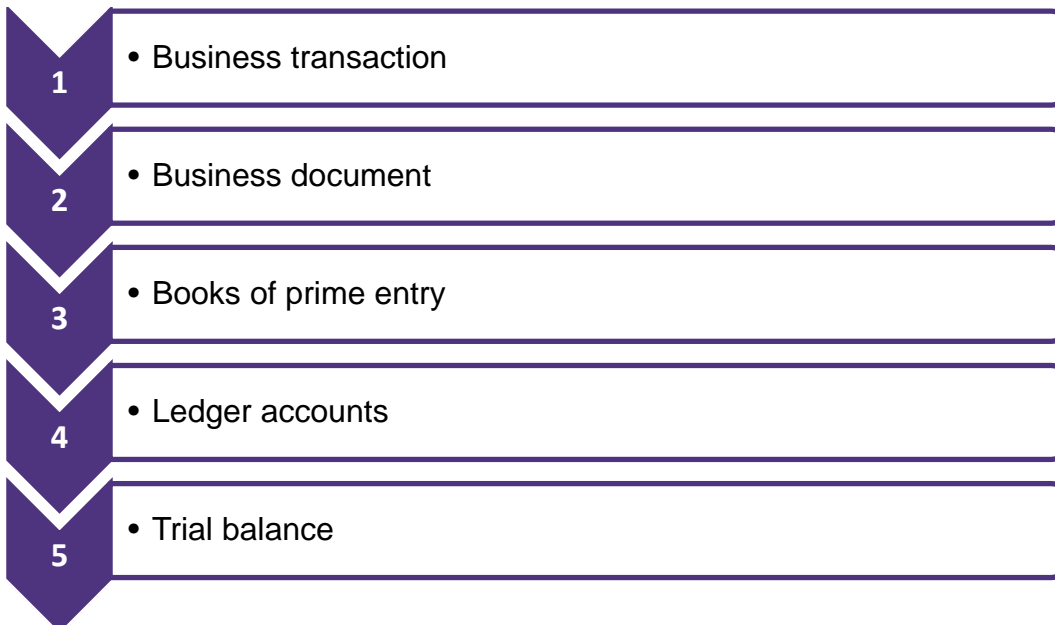 1
• Business transaction
2
• Business document
3
• Books of prime entry
4
• Ledger accounts
5
• Trial balance